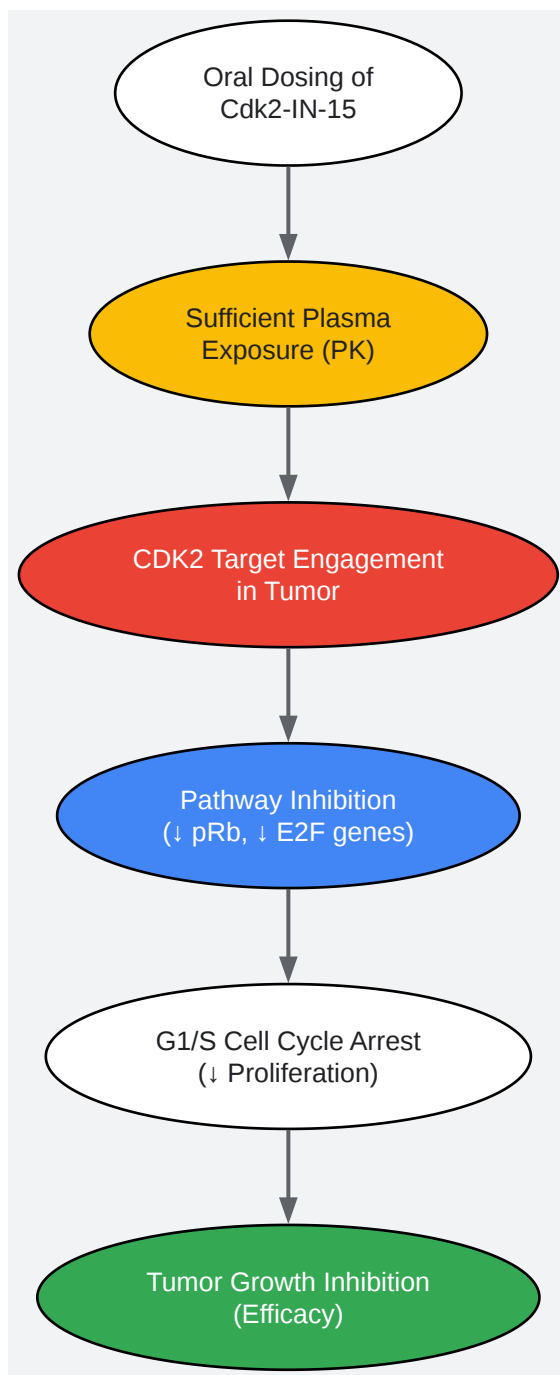 Oral Dosing of
Cdk2-IN-15
Sufficient Plasma
Exposure (PK)
CDK2 Target Engagement
in Tumor
Pathway Inhibition
(↓ pRb, ↓ E2F genes)
G1/S Cell Cycle Arrest
(↓ Proliferation)
Tumor Growth Inhibition
(Efficacy)